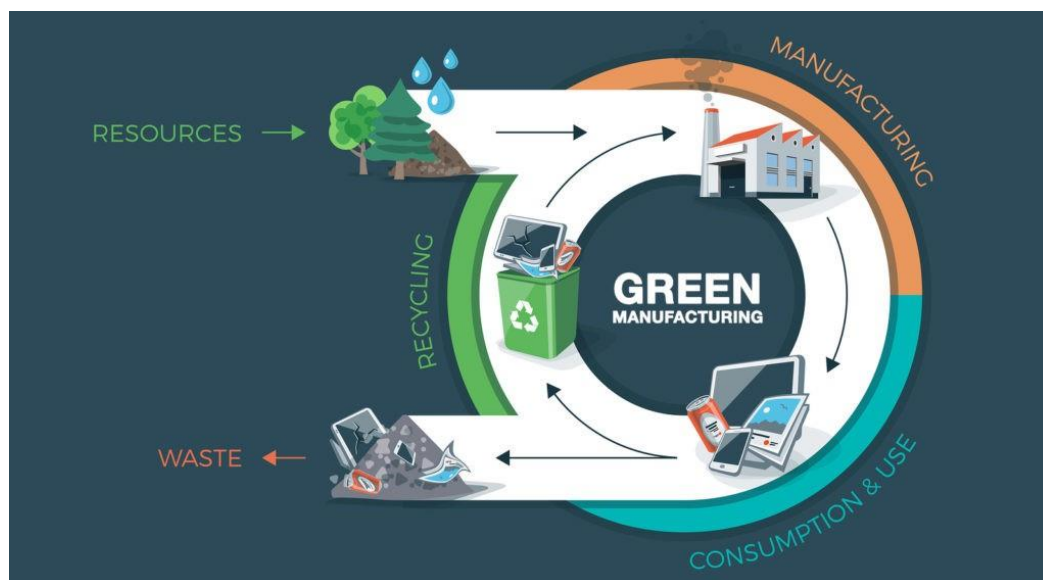 MANUFACTURING
RESOURCES
RECYCLING
GREEN
MANUFACTURING
WASTE
CONSUMPTION & USE